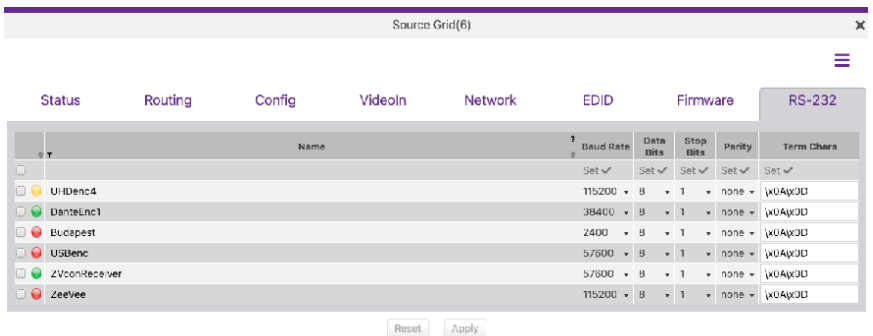 Source Grid(6)
Status Routing Config VideoIn Network EDID Firmware RS-232
Name ? Baud Rate Data Bits Stop Bits Parity Term Chars
Set Set Set Set Set
UHDenc4 115200 8 1 none \x0A\x0D
DanteEnc1 38400 8 1 none \x0A\x0D
Budapest 2400 8 1 none \x0A\x0D
USBenc 57600 8 1 none \x0A\x0D
ZVconReceiver 57600 8 1 none \x0A\x0D
ZeeVee 115200 8 1 none \x0A\x0D
Reset Apply